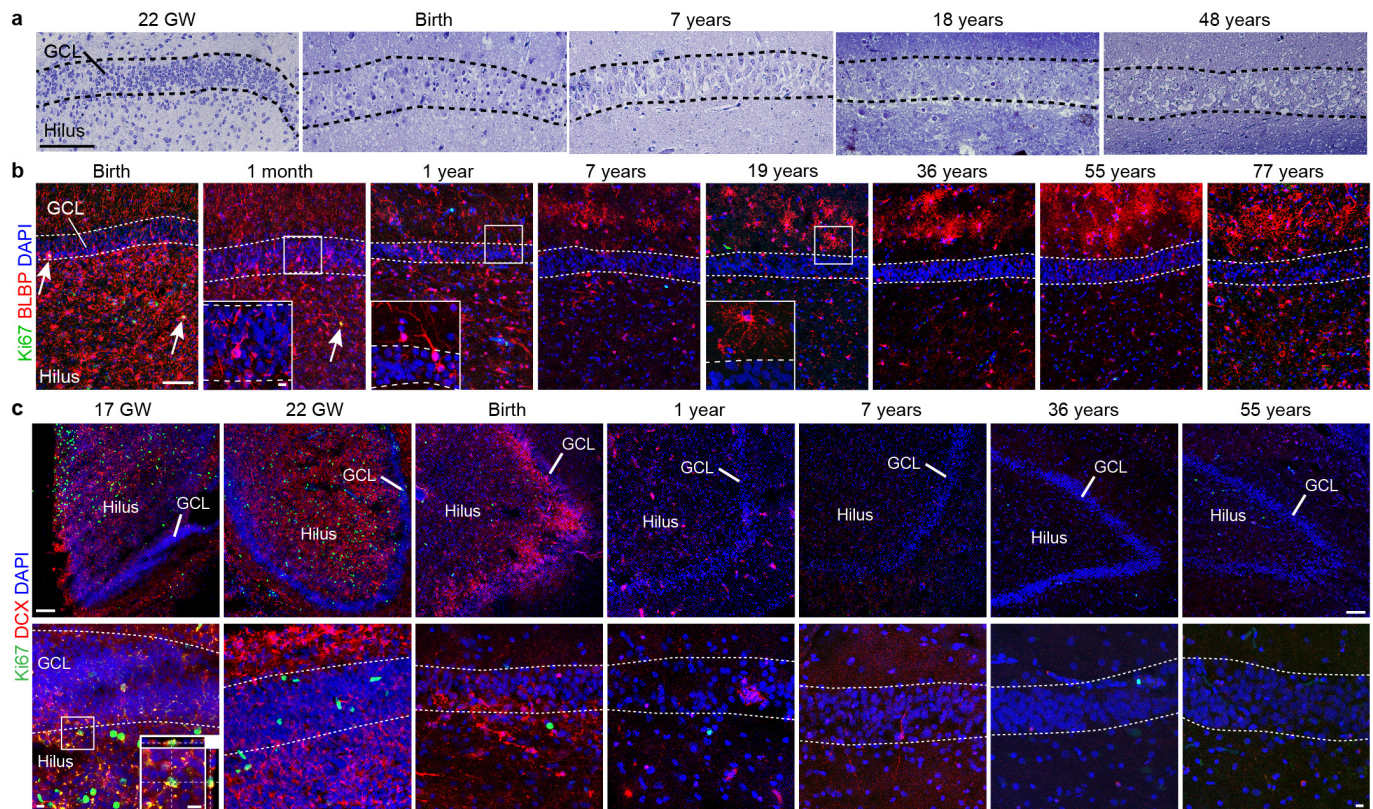 a
22 GW Birth 7 years 18 years 48 years
GCL
Hilus
b
Birth 1 month 1 year 7 years 19 years 36 years 55 years 77 years
Ki67 BLBP DAPI
GCL
Hilus
c
17 GW 22 GW Birth 1 year 7 years 36 years 55 years
Ki67 DCX DAPI
Hilus GCL
GCL Hilus
GCL Hilus
GCL Hilus
GCL Hilus
GCL Hilus
Hilus GCL
GCL
Hilus